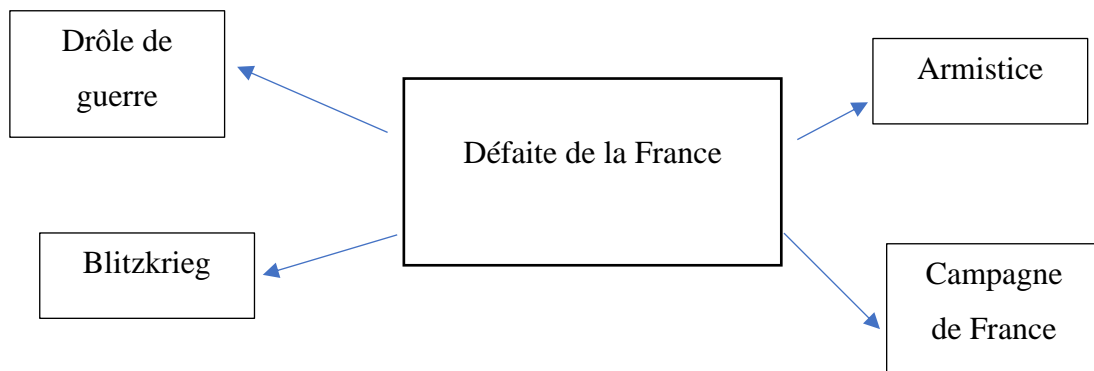 Drôle de
guerre
Armistice
Défaite de la France
Blitzkrieg
Campagne
de France